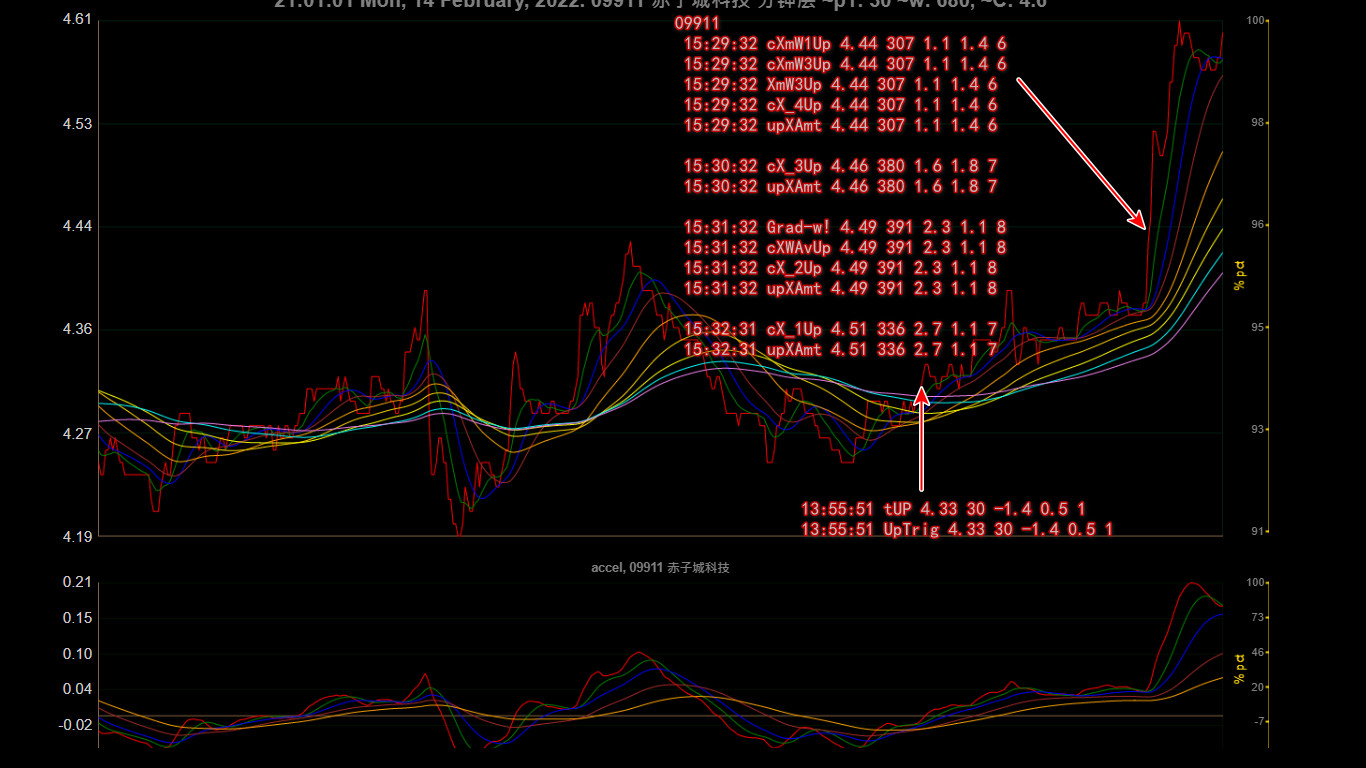 21:01:01 Mon, 14 February, 2022. 09911 赤子城科技 分钟层 ~pT: 30 ~w: 680, ~C: 4.6
4.61
4.53
4.44
4.36
4.27
4.19
09911
15:29:32 cXmW1Up 4.44 307 1.1 1.4 6
15:29:32 cXmW3Up 4.44 307 1.1 1.4 6
15:29:32 XmW3Up 4.44 307 1.1 1.4 6
15:29:32 cX_4Up 4.44 307 1.1 1.4 6
15:29:32 upXAmt 4.44 307 1.1 1.4 6
15:30:32 cX_3Up 4.46 380 1.6 1.8 7
15:30:32 upXAmt 4.46 380 1.6 1.8 7
15:31:32 Grad-w! 4.49 391 2.3 1.1 8
15:31:32 cXWAvUp 4.49 391 2.3 1.1 8
15:31:32 cX_2Up 4.49 391 2.3 1.1 8
15:31:32 upXAmt 4.49 391 2.3 1.1 8
15:32:31 cX_1Up 4.51 336 2.7 1.1 7
15:32:31 upXAmt 4.51 336 2.7 1.1 7
13:55:51 tUP 4.33 30 -1.4 0.5 1
13:55:51 UpTrig 4.33 30 -1.4 0.5 1
100
98
96
95
93
91
% pd
accel, 09911 赤子城科技
0.21
0.15
0.10
0.04
-0.02
100
73
46
20
-7
% pd